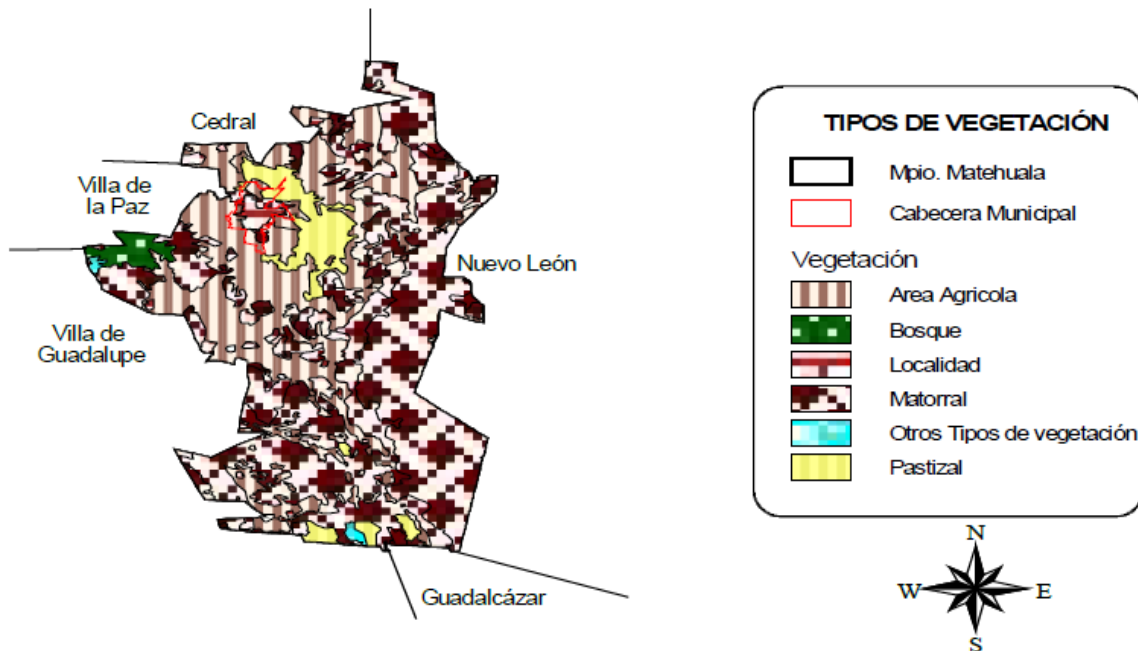 Cedral
Villa de
la Paz
Nuevo León
Villa de
Guadalupe
Guadalcázar
TIPOS DE VEGETACIÓN
Mpio. Matehuala
Cabecera Municipal
Vegetación
Area Agricola
Bosque
Localidad
Matorral
Otros Tipos de vegetación
Pastizal
N
W E
S